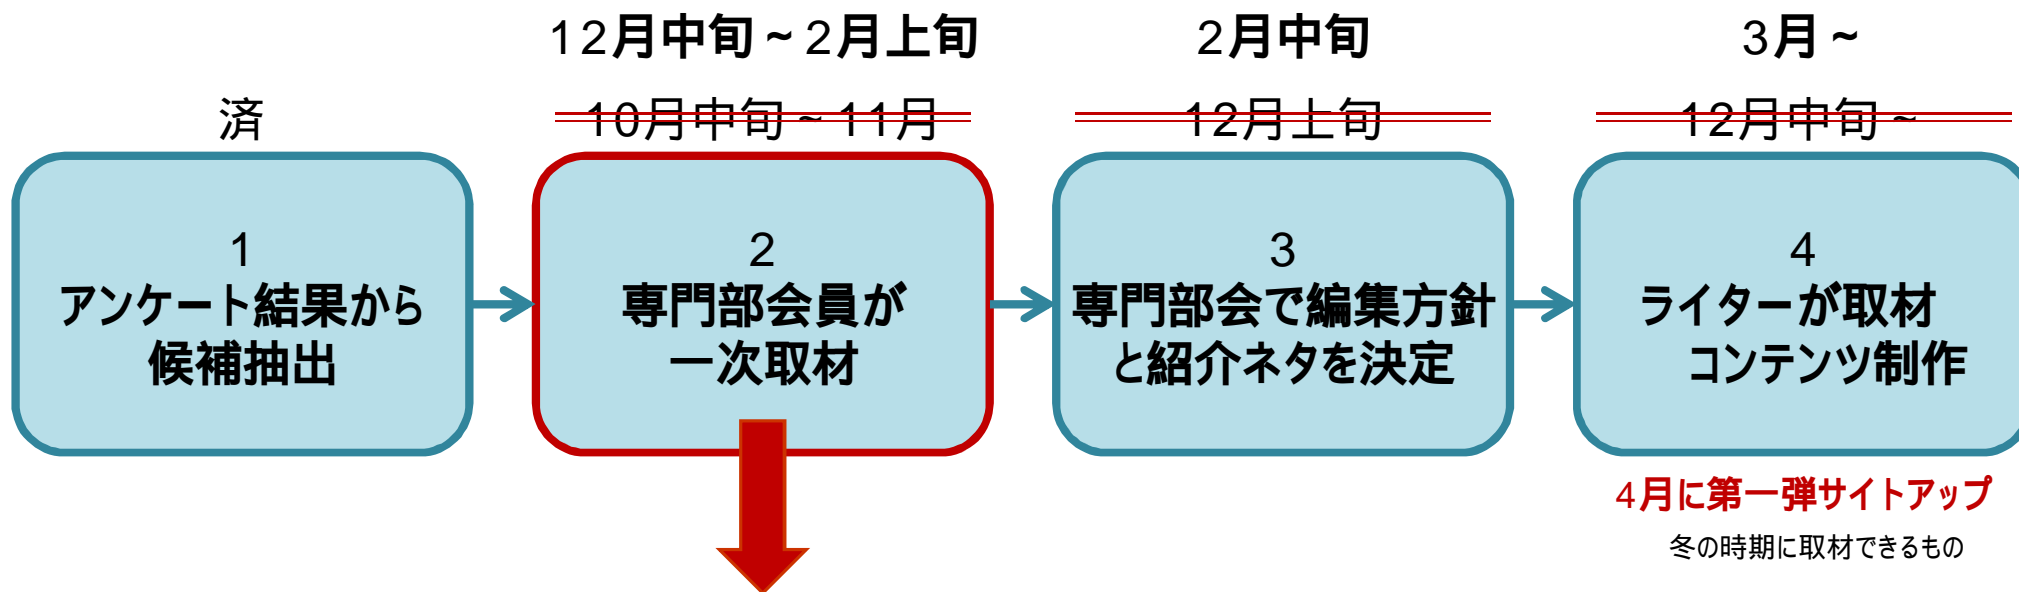 12月中旬~2月上旬
2月中旬
3月~
済
10月中旬~11月
12月上旬
12月中旬~
1
アンケート結果から
候補抽出
2
専門部会員が
一次取材
3
専門部会で編集方針
と紹介ネタを決定
4
ライターが取材
コンテンツ制作
4月に第一弾サイトアップ
冬の時期に取材できるもの